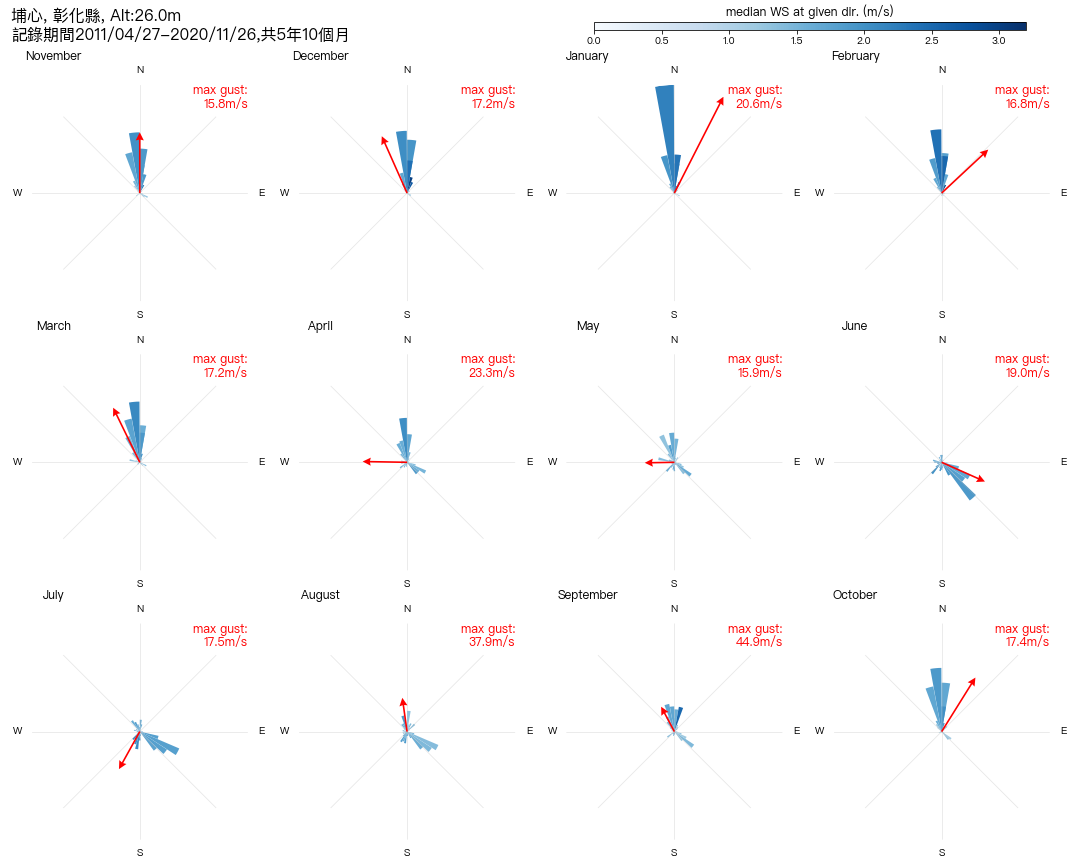 埔心, 彰化縣, Alt:26.0m
記錄期間2011/04/27−2020/11/26,共5年10個月
median WS at given dir. (m/s)
0.0 0.5 1.0 1.5 2.0 2.5 3.0
November
N
max gust:
15.8m/s
W E
S
December
N
max gust:
17.2m/s
W E
S
January
N
max gust:
20.6m/s
W E
S
February
N
max gust:
16.8m/s
W E
S
March
N
max gust:
17.2m/s
W E
S
April
N
max gust:
23.3m/s
W E
S
May
N
max gust:
15.9m/s
W E
S
June
N
max gust:
19.0m/s
W E
S
July
N
max gust:
17.5m/s
W E
S
August
N
max gust:
37.9m/s
W E
S
September
N
max gust:
44.9m/s
W E
S
October
N
max gust:
17.4m/s
W E
S